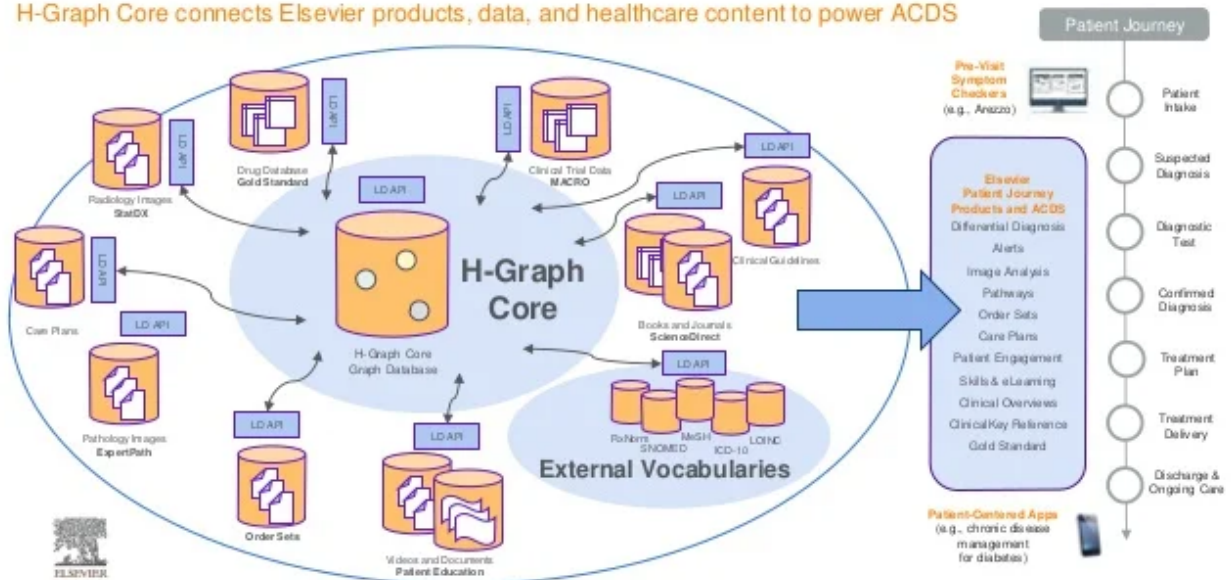 H-Graph Core connects Elsevier products, data, and healthcare content to power ACDS
Patient Journey
LD API
Drug Database
Gold Standard
LD API
Clinical Trial Data
MACRO
LD API
Radiology Images
StatDX
LD API
Clinical Guidelines
LD API
Books and Journals
ScienceDirect
LD API
Care Plans
LD API
Pathology Images
ExpertPath
LD API
H-Graph
Core
H-Graph Core
Graph Database
LD API
Order Sets
LD API
Videos and Documents
Patient Education
LD API
RxNorm
SNOMED
MeSH
ICD-10
LOINC
External Vocabularies
ELSEVIER
Pre-Visit
Symptom
Checkers
(e.g., Arezzo)
Elsevier
Patient Journey
Products and ACDS
Differential Diagnosis
Alerts
Image Analysis
Pathways
Order Sets
Care Plans
Patient Engagement
Skills & eLearning
Clinical Overviews
ClinicalKey Reference
Gold Standard
Patient-Centered Apps
(e.g., chronic disease
management
for diabetes)
Patient
Intake
Suspected
Diagnosis
Diagnostic
Test
Confirmed
Diagnosis
Treatment
Plan
Treatment
Delivery
Discharge &
Ongoing Care